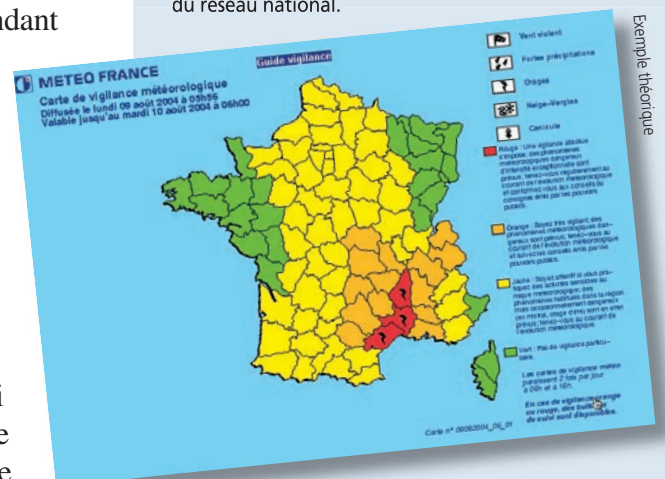 ndant
du réseau national.
Exemple théorique
METEO FRANCE
Carte de vigilance météorologique
Diffusée le lundi 09 août 2004 à 05h56
Valable jusqu'au mardi 10 août 2004 à 06h00
Guide vigilance
Vent violent
Fortes précipitations
Orages
Neige-Verglas
Canicule
Rouge : Une vigilance absolue
s'impose; des phénomènes
météorologiques dangereux
d'intensité exceptionnelle sont
prévus; tenez-vous régulièrement au
courant de l'évolution météorologique
et conformez-vous aux conseils ou
consignes émis par les pouvoirs
publics.
Orange : Soyez très vigilant; des
phénomènes météorologiques dan-
gereux sont prévus; tenez-vous au
courant de l'évolution météorologique
et suivez les conseils émis par les
pouvoirs publics.
Jaune : Soyez attentif si vous pra-
tiquez des activités sensibles au
risque météorologique; des
phénomènes habituels dans la région
mais occasionnellement dangereux
(ex mistral, orage d'été) sont en effet
prévus; tenez-vous au courant de
l'évolution météorologique.
Vert : Pas de vigilance particu-
lière.
Les cartes de vigilance météo
paraissent 2 fois par jour
à 06h et à 16h.
En cas de vigilance orange
ou rouge, des
de suivi sont disponibles.
Carte n° 09082004_06_01
i
e
e